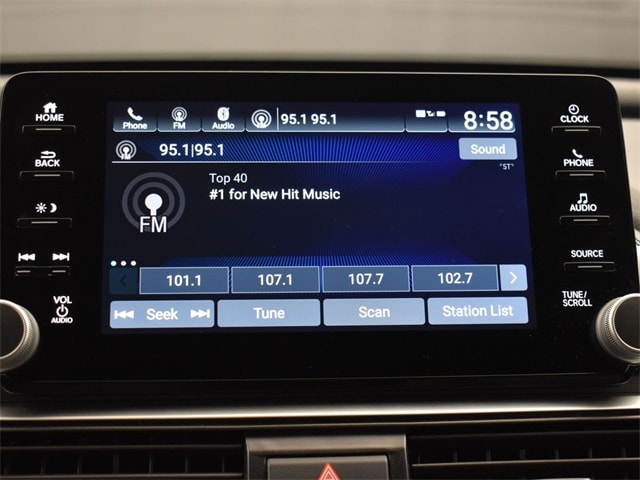 HOME
BACK
VOL
AUDIO
Phone
FM
Audio
95.1 95.1
8:58
95.1|95.1
Sound
"ST"
Top 40
#1 for New Hit Music
FM
101.1
107.1
107.7
102.7
Seek
Tune
Scan
Station List
CLOCK
PHONE
AUDIO
SOURCE
TUNE/
SCROLL